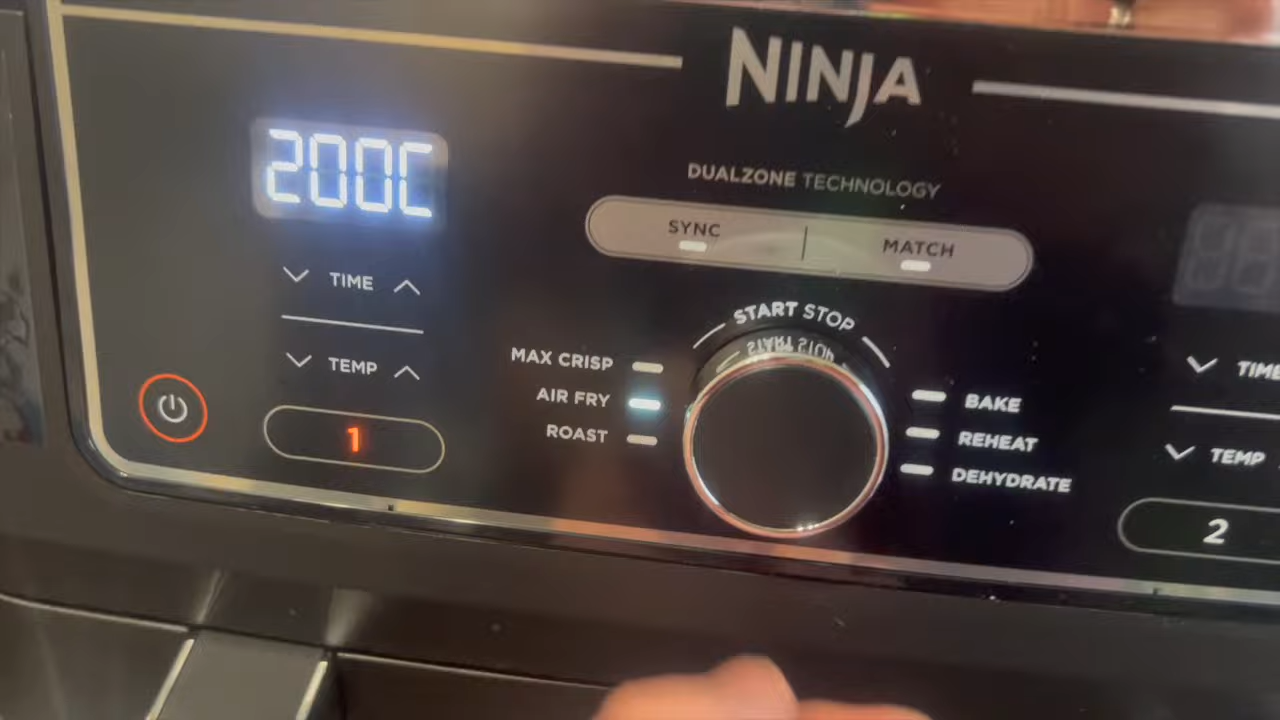 NINJA
200C
DUALZONE TECHNOLOGY
SYNC
MATCH
TIME
START STOP
MAX CRISP
AIR FRY
ROAST
BAKE
REHEAT
DEHYDRATE
TEMP
1
TIME
TEMP
2